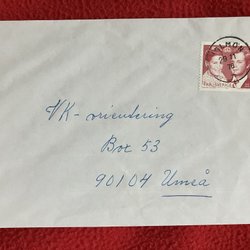 VK-orientering
Box 53
90104 Umeå